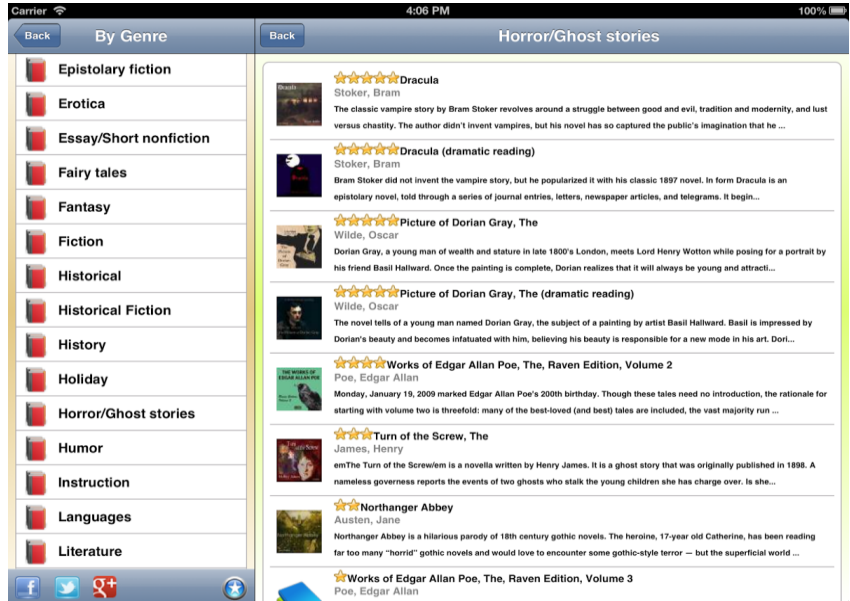 Carrier
4:06 PM
100%
Back
By Genre
Back
Horror/Ghost stories
Epistolary fiction
Erotica
Essay/Short nonfiction
Fairy tales
Fantasy
Fiction
Historical
Historical Fiction
History
Holiday
Horror/Ghost stories
Humor
Instruction
Languages
Literature
Dracula
Stoker, Bram
The classic vampire story by Bram Stoker revolves around a struggle between good and evil, tradition and modernity, and lust
versus chastity. The author didn't invent vampires, but his novel has so captured the public's imagination that he ...
Dracula (dramatic reading)
Stoker, Bram
Bram Stoker did not invent the vampire story, but he popularized it with his classic 1897 novel. In form Dracula is an
epistolary novel, told through a series of journal entries, letters, newspaper articles, and telegrams. It begin...
Picture of Dorian Gray, The
Wilde, Oscar
Dorian Gray, a young man of wealth and stature in late 1800's London, meets Lord Henry Wotton while posing for a portrait by
his friend Basil Hallward. Once the painting is complete, Dorian realizes that it will always be young and attracti...
Picture of Dorian Gray, The (dramatic reading)
Wilde, Oscar
The novel tells of a young man named Dorian Gray, the subject of a painting by artist Basil Hallward. Basil is impressed by
Dorian's beauty and becomes infatuated with him, believing his beauty is responsible for a new mode in his art. Dori...
THE WORKS OF
EDGAR ALLAN POE
Works of Edgar Allan Poe, The, Raven Edition, Volume 2
Poe, Edgar Allan
Monday, January 19, 2009 marked Edgar Allan Poe's 200th birthday. Though these tales need no introduction, the rationale for
starting with volume two is threefold: many of the best-loved (and best) tales are included, the vast majority run ...
Turn of the Screw, The
James, Henry
emThe Turn of the Screw/em is a novella written by Henry James. It is a ghost story that was originally published in 1898. A
nameless governess reports the events of two ghosts who stalk the young children she has charge over. Is she...
Northanger Abbey
Austen, Jane
Northanger Abbey is a hilarious parody of 18th century gothic novels. The heroine, 17-year old Catherine, has been reading
far too many "horrid" gothic novels and would love to encounter some gothic-style terror — but the superficial world ...
Works of Edgar Allan Poe, The, Raven Edition, Volume 3
Poe, Edgar Allan
f
g+